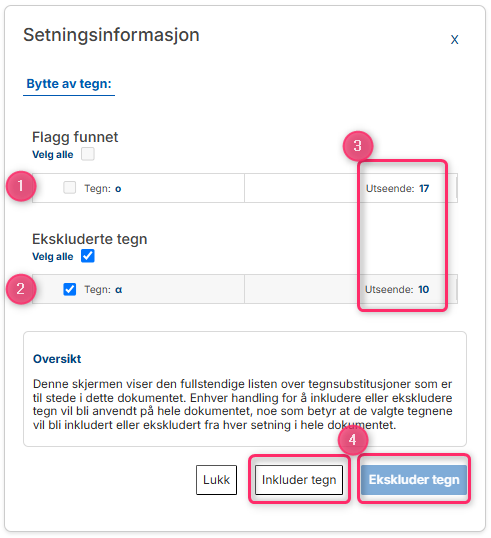 Setningsinformasjon
X
Bytte av tegn:
Flagg funnet
Velg alle
3
1
Tegn: o
Utseende: 17
Ekskluderte tegn
Velg alle
2
Tegn: α
Utseende: 10
Oversikt
Denne skjermen viser den fullstendige listen over tegnsubstitusjoner som er
til stede i dette dokumentet. Enhver handling for å inkludere eller ekskludere
tegn vil bli anvendt på hele dokumentet, noe som betyr at de valgte tegnene
vil bli inkludert eller ekskludert fra hver setning i hele dokumentet.
4
Lukk
Inkluder tegn
Ekskluder tegn